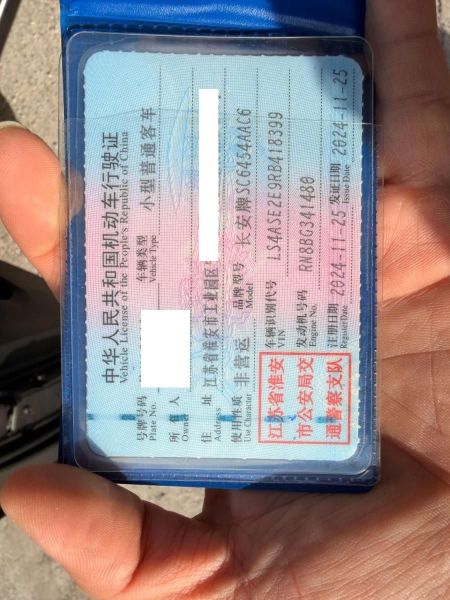 中华人民共和国机动车行驶证
Vehicle License of the People's Republic of China
号牌号码
Plate No.
车辆类型 小型普通客车
Vehicle Type
所有人
Owner
住址 江苏省淮安市工业园区
Address
使用性质 非营运
Use Character
品牌型号 长安牌SC6454AAC6
Model
江苏省淮安
市公安局交
通警察支队
车辆识别代号 LS4ASE2E9RB418399
VIN
发动机号码 RN8BG341480
Engine No.
注册日期 2024-11-25
Register Date
发证日期 2024-11-25
Issue Date